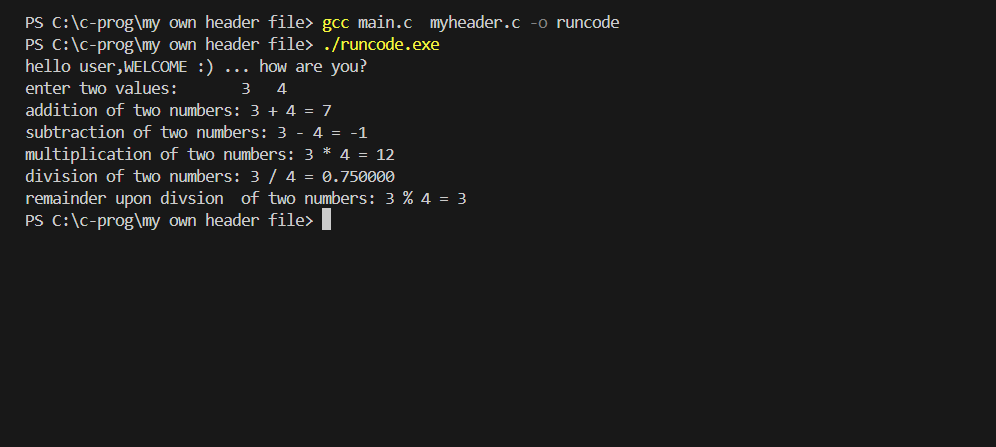 PS C:\c-prog\my own header file> gcc main.c  myheader.c -o runcode
PS C:\c-prog\my own header file> ./runcode.exe
hello user,WELCOME :) ... how are you?
enter two values:       3   4
addition of two numbers: 3 + 4 = 7
subtraction of two numbers: 3 - 4 = -1
multiplication of two numbers: 3 * 4 = 12
division of two numbers: 3 / 4 = 0.750000
remainder upon divsion  of two numbers: 3 % 4 = 3
PS C:\c-prog\my own header file>